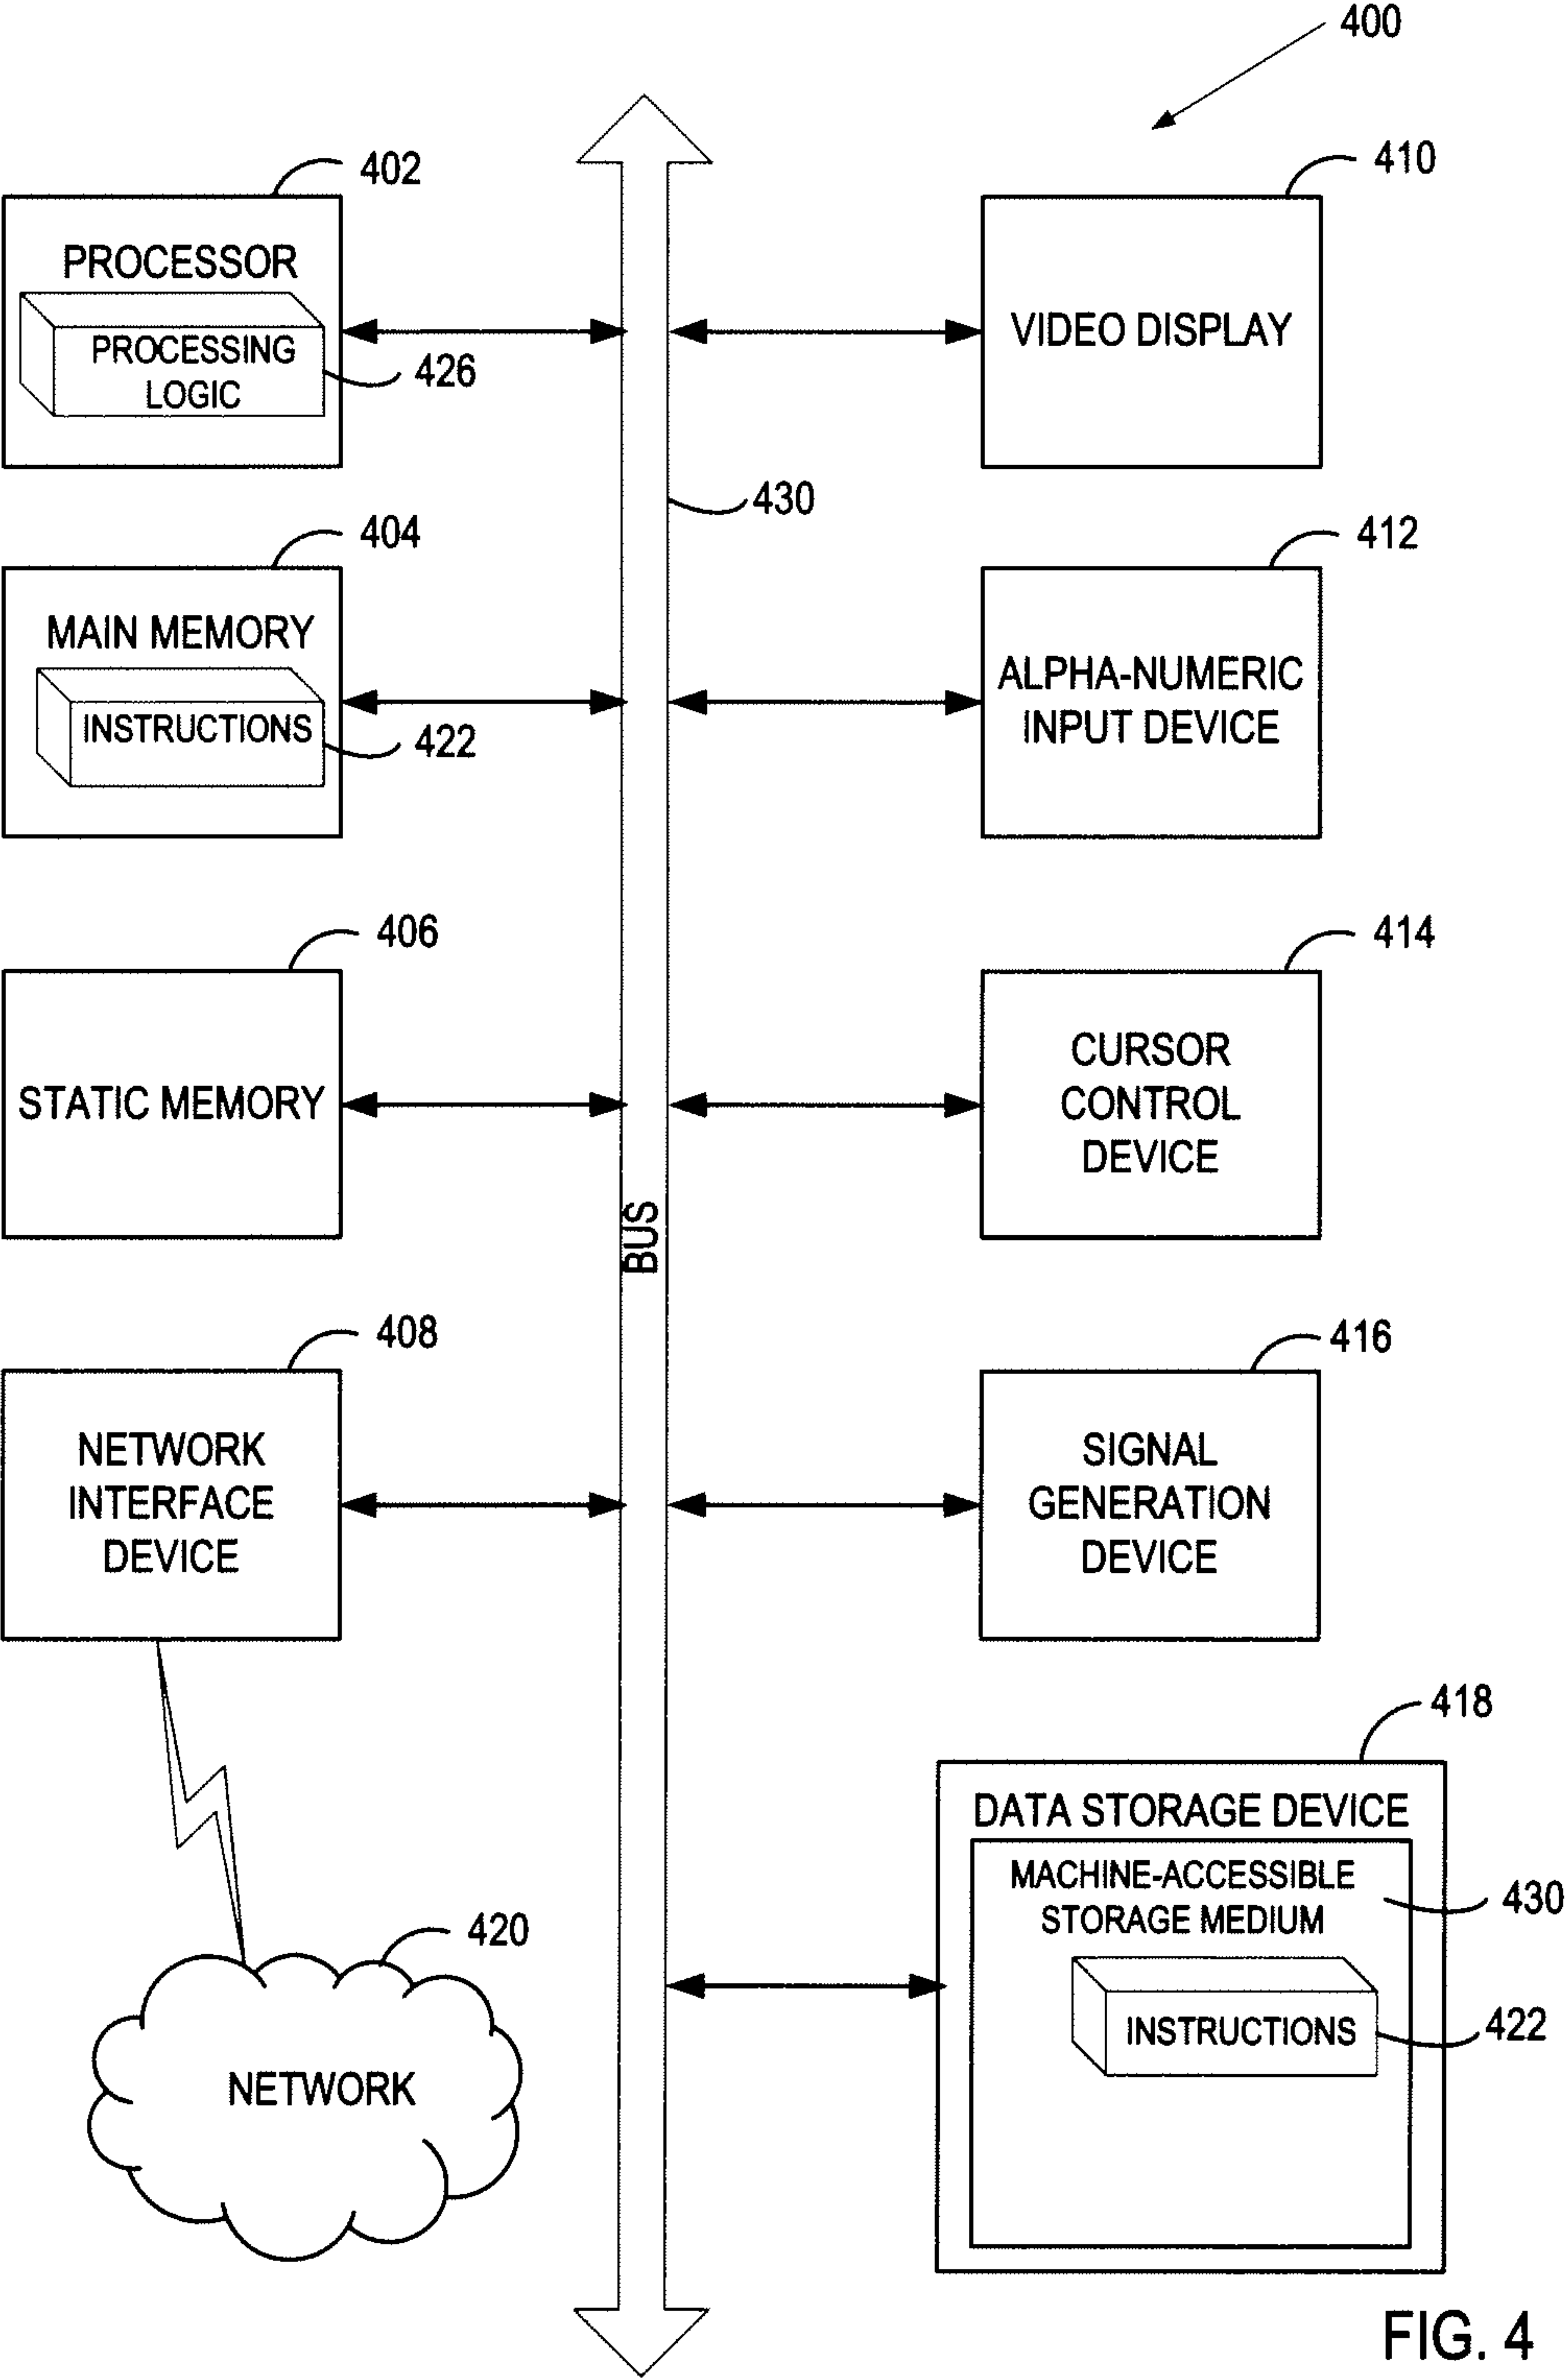 400
402
PROCESSOR
PROCESSING
LOGIC
426
410
VIDEO DISPLAY
430
404
MAIN MEMORY
INSTRUCTIONS
422
412
ALPHA-NUMERIC
INPUT DEVICE
406
STATIC MEMORY
414
CURSOR
CONTROL
DEVICE
BUS
408
NETWORK
INTERFACE
DEVICE
416
SIGNAL
GENERATION
DEVICE
418
DATA STORAGE DEVICE
MACHINE-ACCESSIBLE
STORAGE MEDIUM
430
INSTRUCTIONS
422
420
NETWORK
FIG. 4